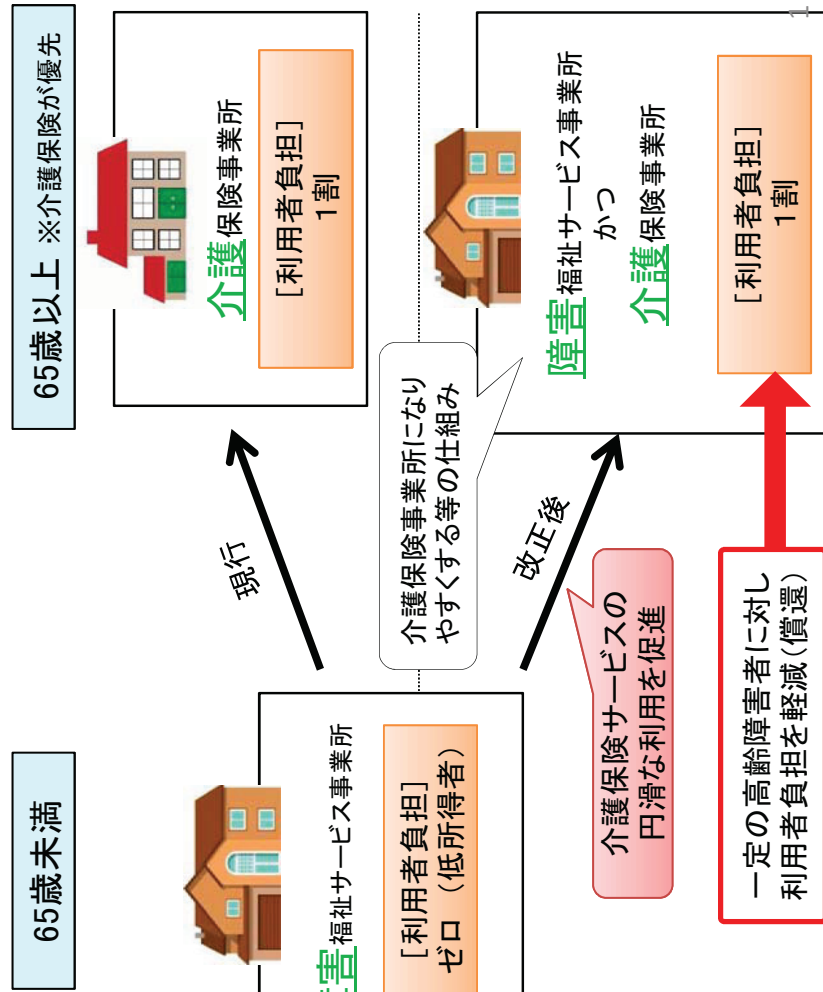 65歳未満
害福祉サービス事業所
[利用者負担]
ゼロ（低所得者）
現行
介護保険事業所になり
やすくする等の仕組み
改正後
介護保険サービスの
円滑な利用を促進
一定の高齢障害者に対し
利用者負担を軽減(償還)
65歳以上 ※介護保険が優先
介護保険事業所
[利用者負担]
1割
障害福祉サービス事業所
かつ
介護保険事業所
[利用者負担]
1割
1